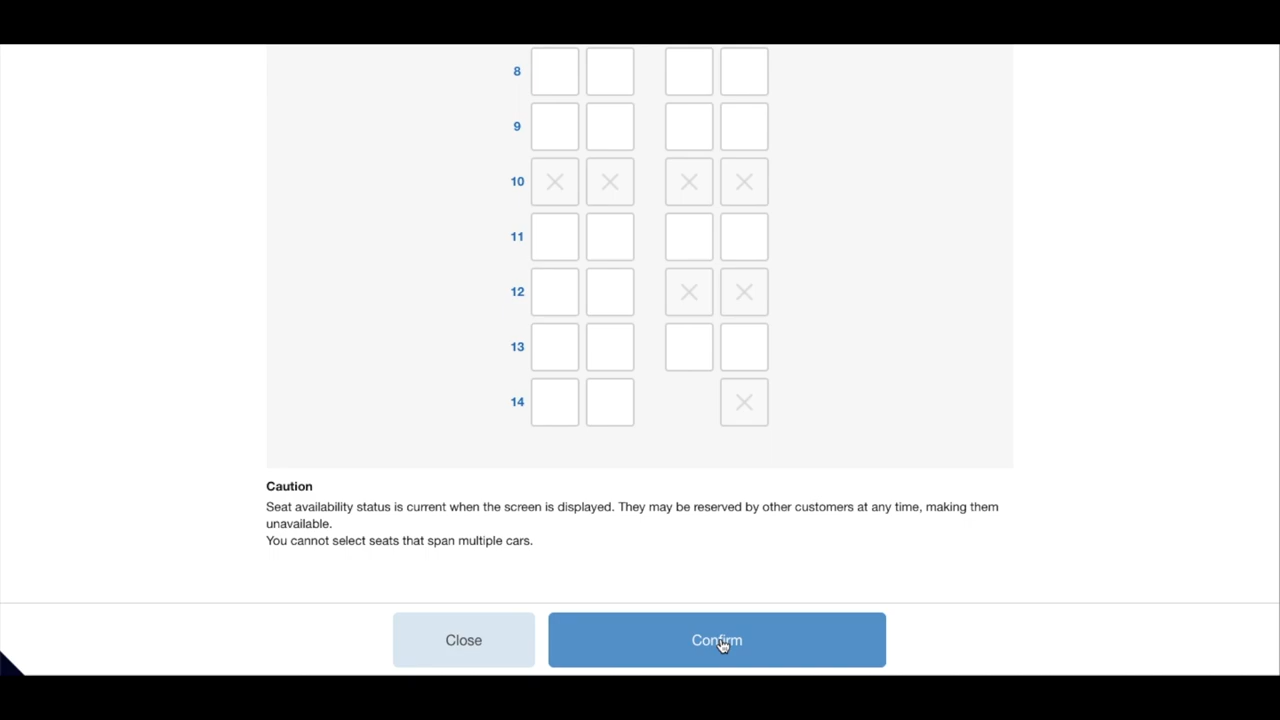 8
9
10
11
12
13
14
Caution
Seat availability status is current when the screen is displayed. They may be reserved by other customers at any time, making them
unavailable.
You cannot select seats that span multiple cars.
Close
Confirm